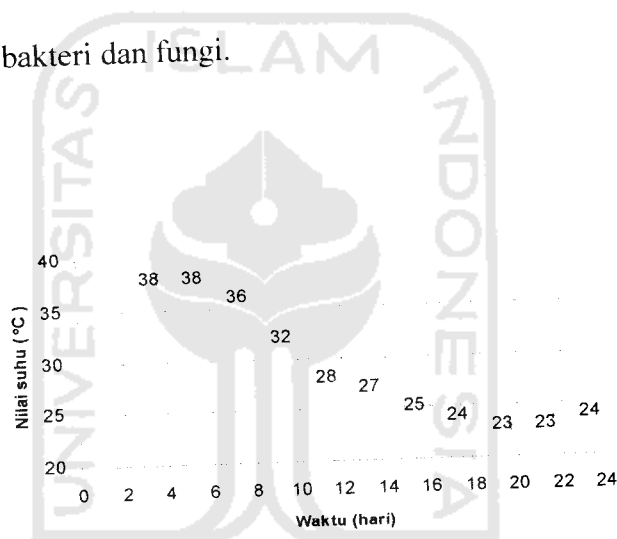 bakteri dan fungi.
ISLAM
UNIVERSITAS
INDONESIA
Nilai suhu (°C)
40
35
30
25
20
38 38 36 32 28 27 25 24 23 23 24
0 2 4 6 8 10 12 14 16 18 20 22 24
Waktu (hari)